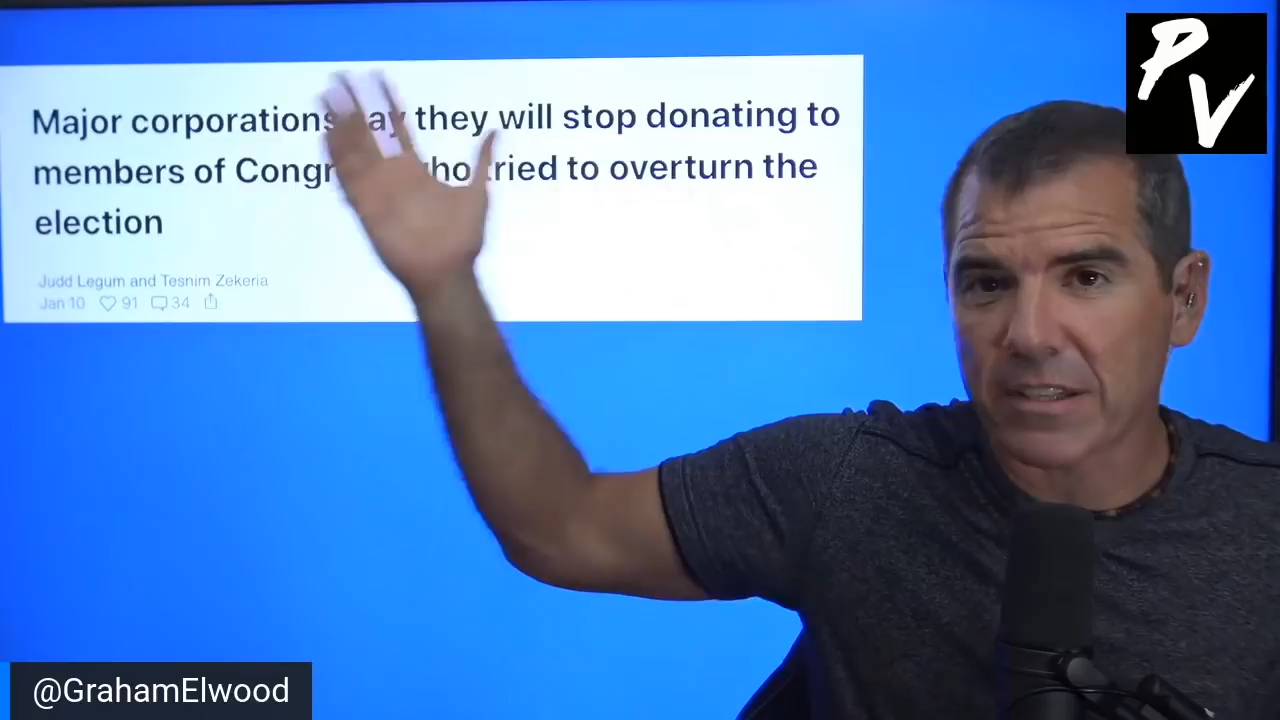 Major corporations they will stop donating to
members of tried to overturn the
election
Judd Legum and Tesnim Zekeria
Jan 10 91 34
PV
@GrahamElwood